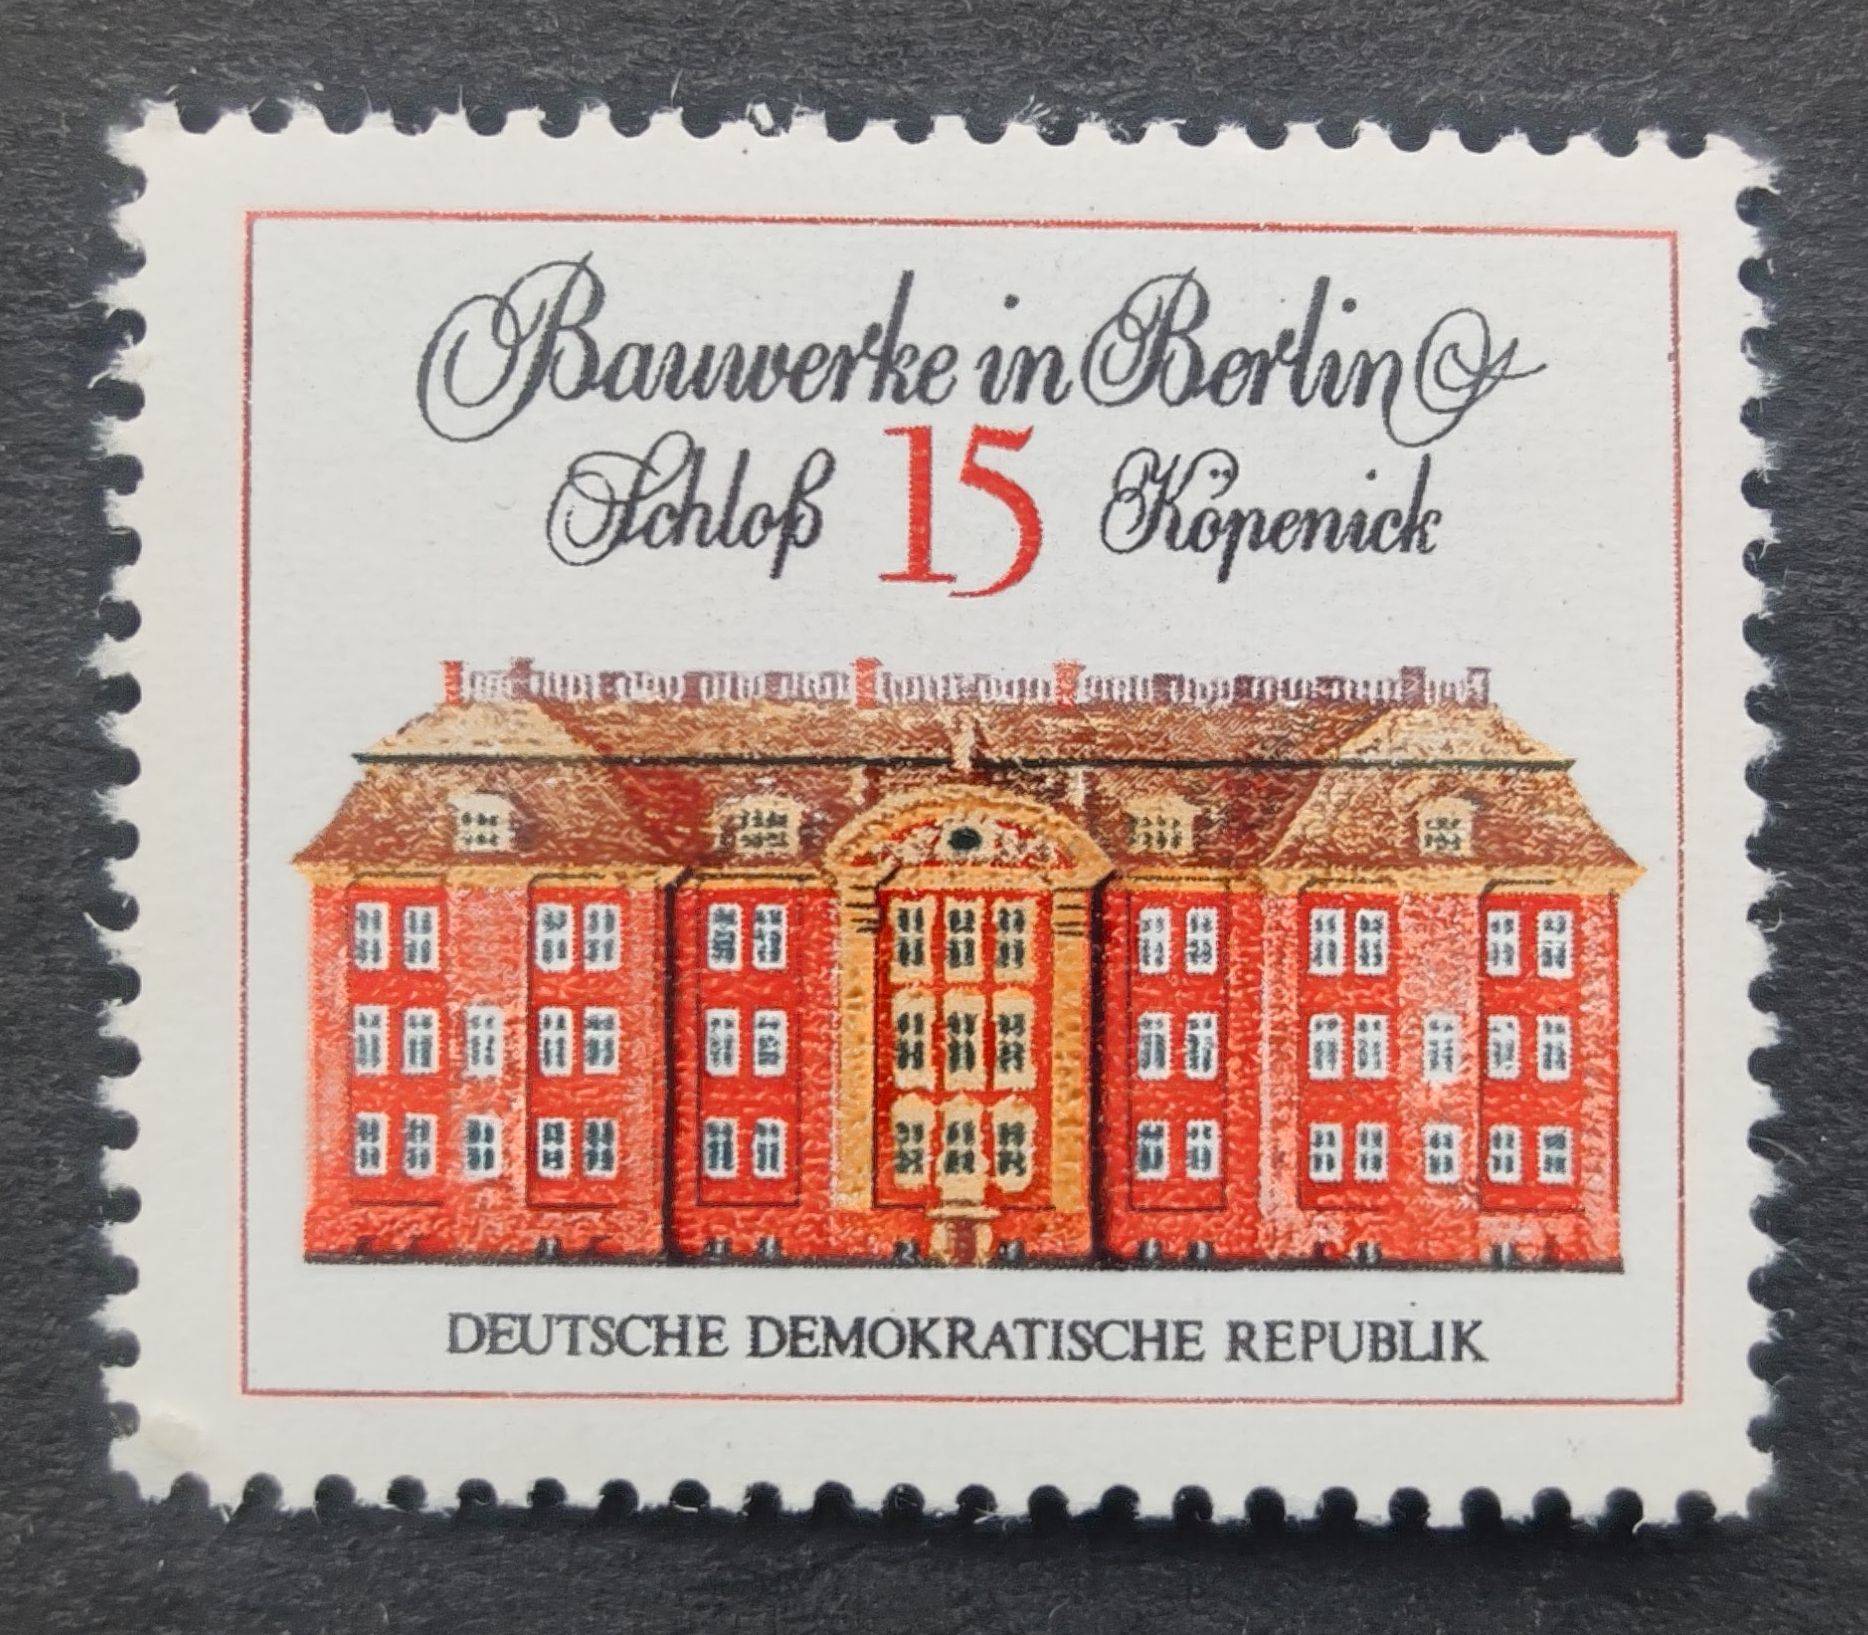 Bauwerke in Berlin
Schloß 15 Köpenick
DEUTSCHE DEMOKRATISCHE REPUBLIK